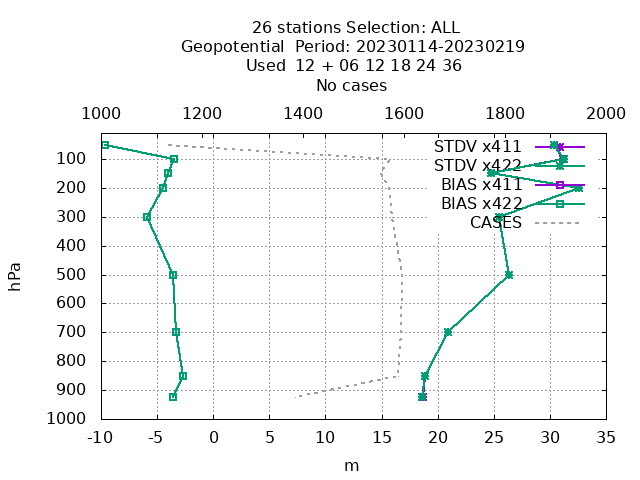 26 stations Selection: ALL
Geopotential  Period: 20230114-20230219
Used  12 + 06 12 18 24 36
No cases
1000 1200 1400 1600 1800 2000
STDV x411
STDV x422
BIAS x411
BIAS x422
CASES
hPa
100
200
300
400
500
600
700
800
900
1000
-10 -5 0 5 10 15 20 25 30 35
m